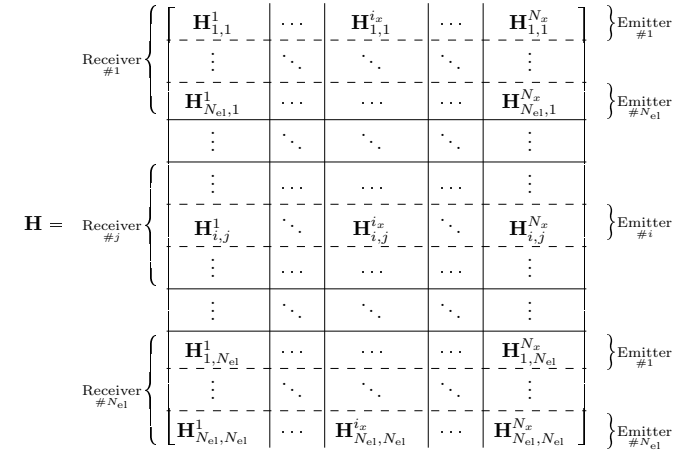 H^1_{1,1} ⋯ H^{i_x}_{1,1} ⋯ H^{N_x}_{1,1} Emitter #1
Receiver #1 ⋮ ⋱ ⋱ ⋱ ⋮
H^1_{N_el,1} ⋯ ⋯ ⋯ H^{N_x}_{N_el,1} Emitter #N_el
⋮ ⋱ ⋱ ⋱ ⋮
⋮ … … … ⋮
H = Receiver #j H^1_{i,j} ⋱ H^{i_x}_{i,j} ⋱ H^{N_x}_{i,j} Emitter #i
⋮ … … … ⋮
⋮ ⋱ ⋱ ⋱ ⋮
H^1_{1,N_el} ⋯ ⋯ ⋯ H^{N_x}_{1,N_el} Emitter #1
Receiver #N_el ⋮ ⋱ ⋱ ⋱ ⋮
H^1_{N_el,N_el} ⋯ H^{i_x}_{N_el,N_el} ⋯ H^{N_x}_{N_el,N_el} Emitter #N_el